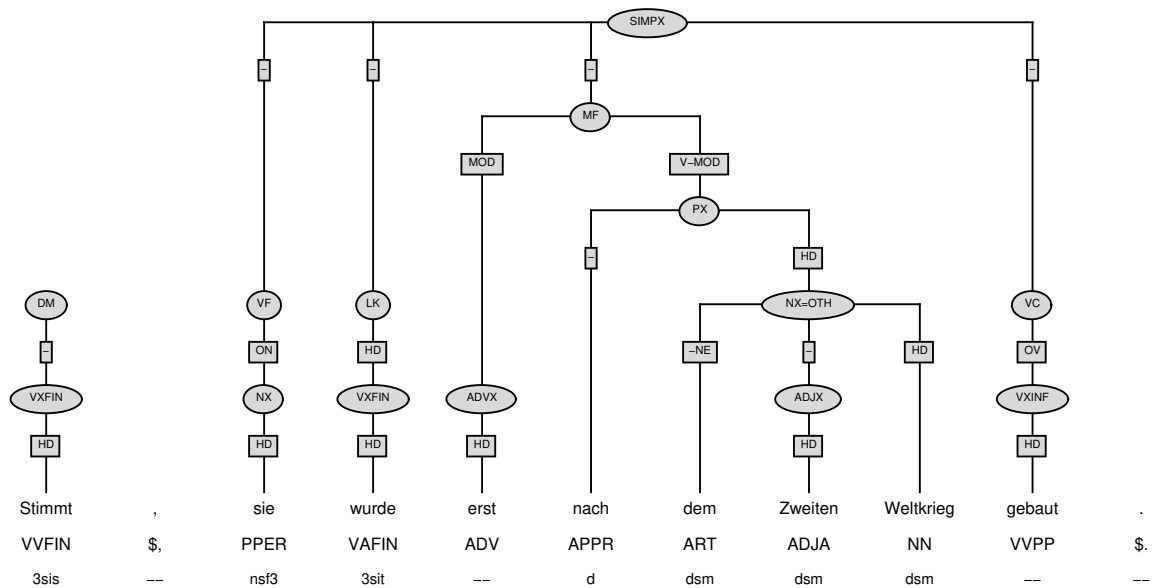 SIMPX
– – – –
MF
MOD V–MOD
PX
– HD
DM VF LK NX=OTH VC
– ON HD –NE – HD OV
VXFIN NX VXFIN ADVX ADJX VXINF
HD HD HD HD HD HD
Stimmt , sie wurde erst nach dem Zweiten Weltkrieg gebaut .
VVFIN $, PPER VAFIN ADV APPR ART ADJA NN VVPP $.
3sis –– nsf3 3sit –– d dsm dsm dsm –– ––